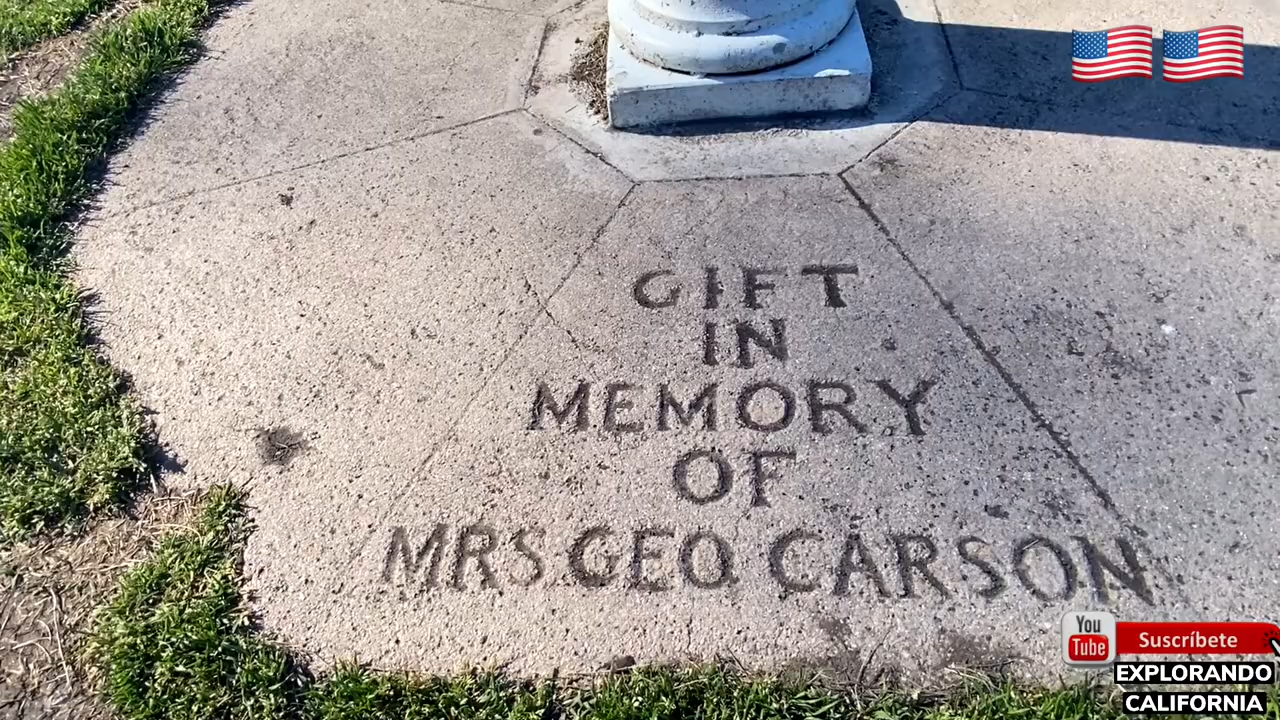 GIFT
IN
MEMORY
OF
MRS. GEO. CARSON
You
Tube
Suscríbete
EXPLORANDO
CALIFORNIA